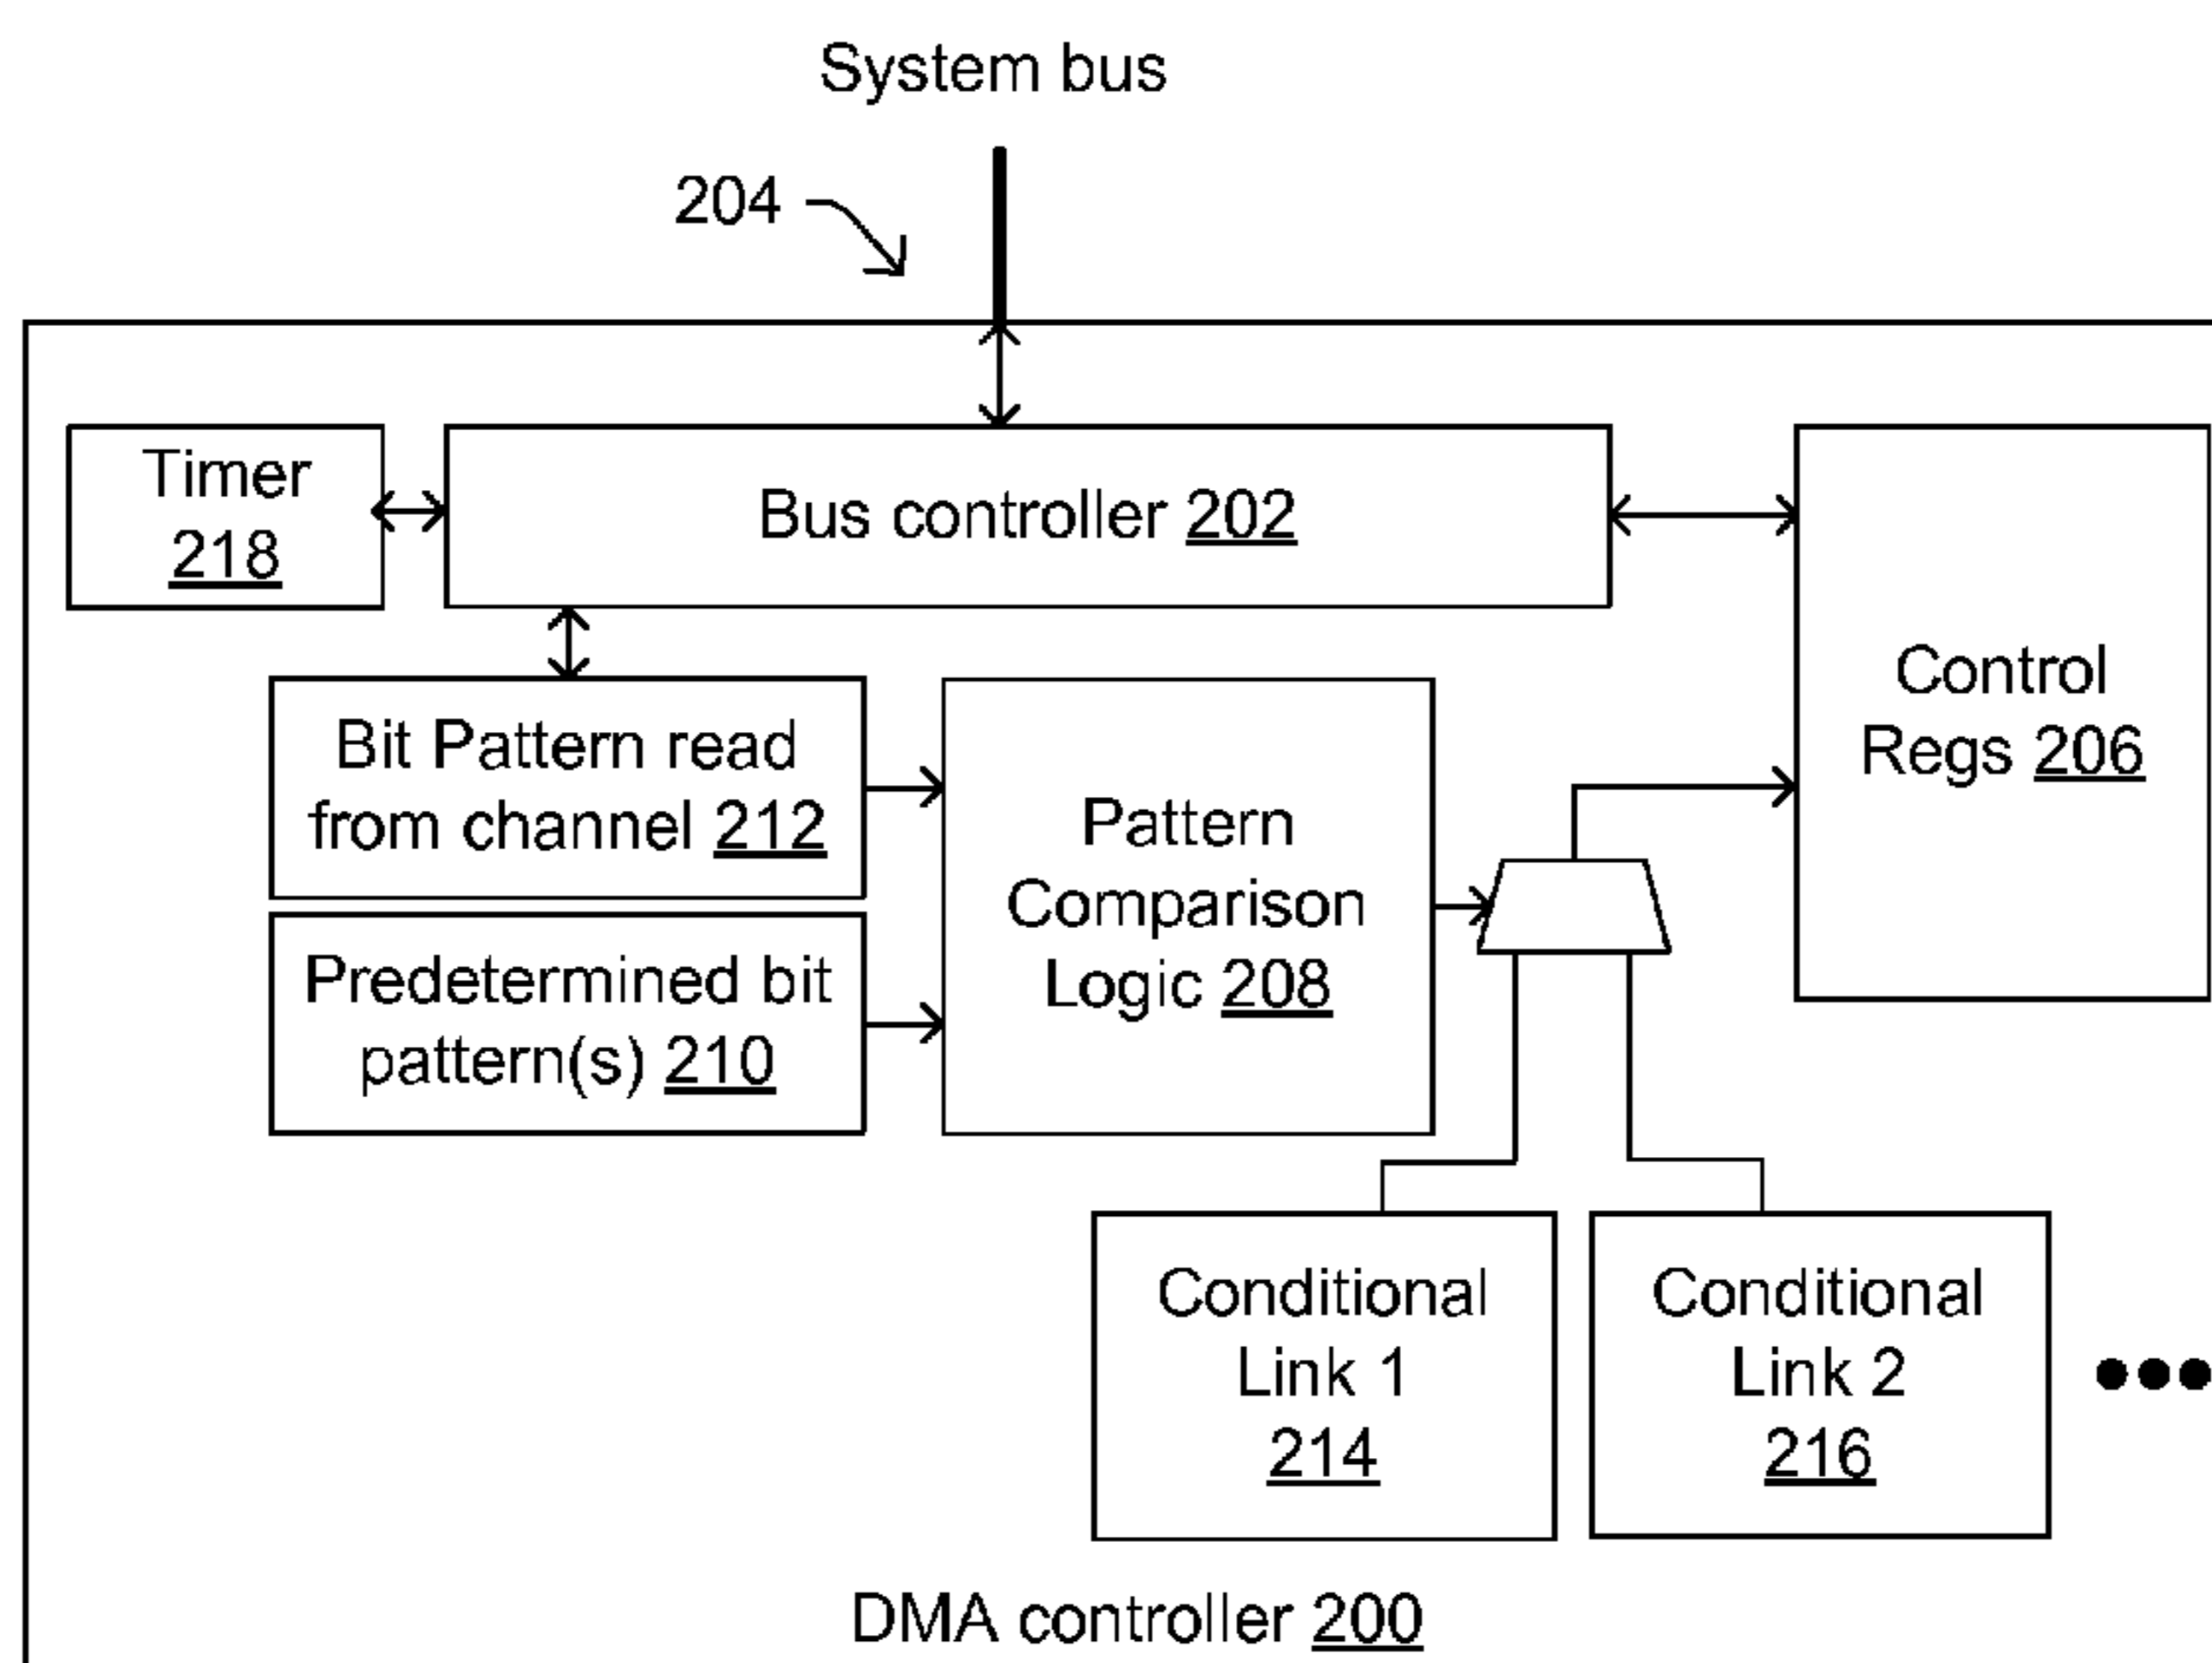 System bus
204
Timer
218
Bus controller 202
Control
Regs 206
Bit Pattern read
from channel 212
Predetermined bit
pattern(s) 210
Pattern
Comparison
Logic 208
Conditional
Link 1
214
Conditional
Link 2
216
DMA controller 200